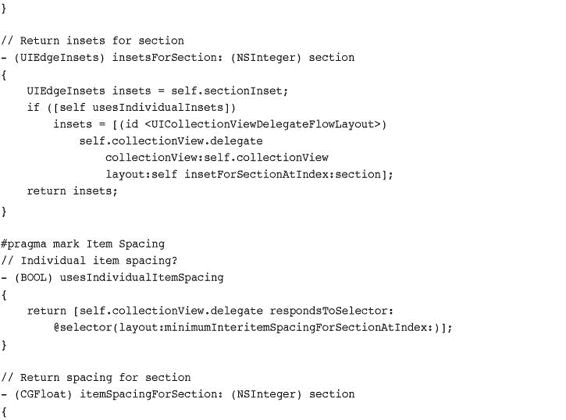 }
// Return insets for section
- (UIEdgeInsets) insetsForSection: (NSInteger) section
{
    UIEdgeInsets insets = self.sectionInset;
    if ([self usesIndividualInsets])
        insets = [(id <UICollectionViewDelegateFlowLayout>)
            self.collectionView.delegate
                collectionView:self.collectionView
                layout:self insetForSectionAtIndex:section];
    return insets;
}
#pragma mark Item Spacing
// Individual item spacing?
- (BOOL) usesIndividualItemSpacing
{
    return [self.collectionView.delegate respondsToSelector:
        @selector(layout:minimumInteritemSpacingForSectionAtIndex:)];
}
// Return spacing for section
- (CGFloat) itemSpacingForSection: (NSInteger) section
{